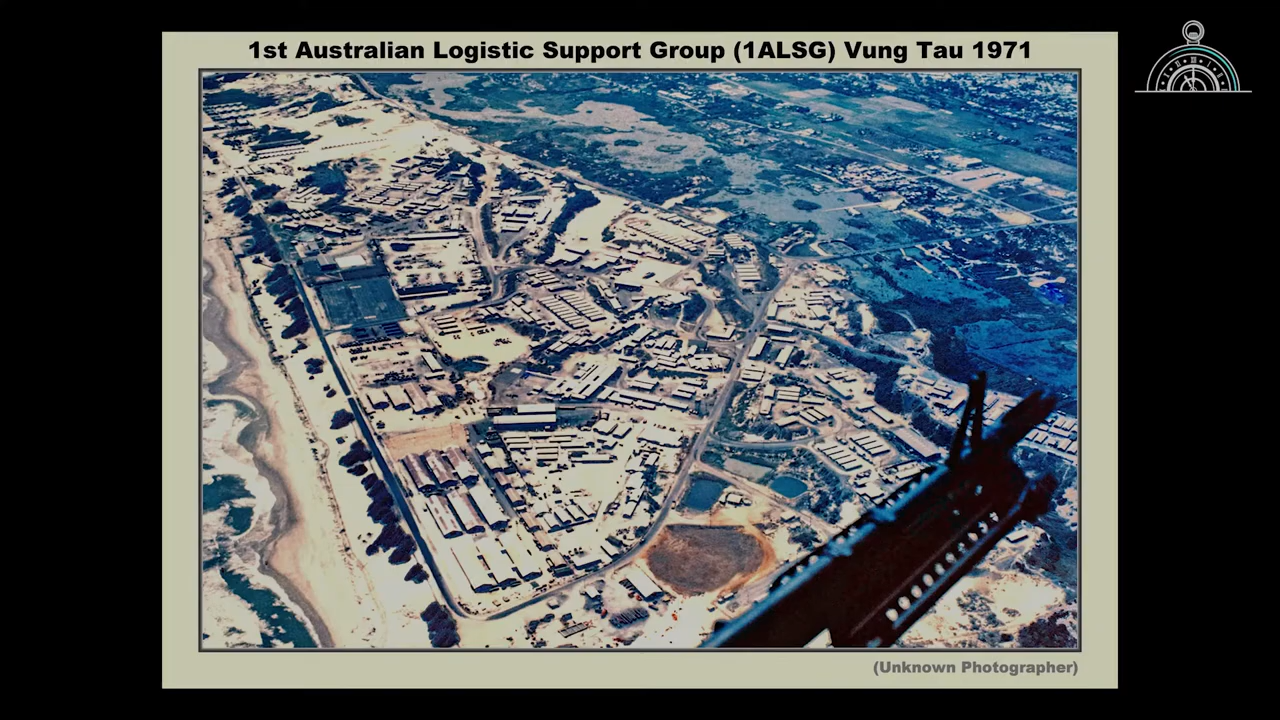 1st Australian Logistic Support Group (1ALSG) Vung Tau 1971
(Unknown Photographer)